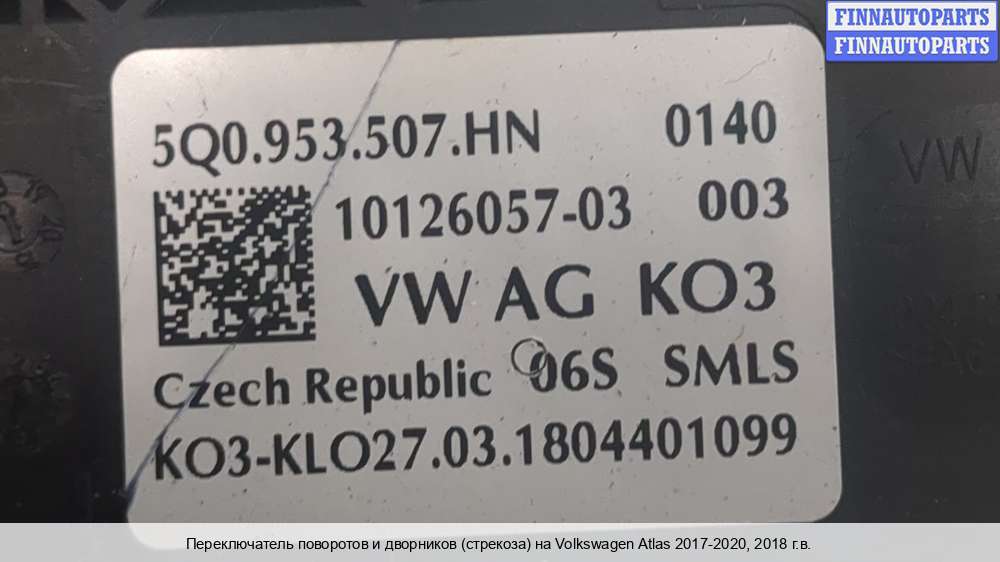 FINNAUTOPARTS
FINNAUTOPARTS
5Q0.953.507.HN 0140
10126057-03 003
VW AG KO3
Czech Republic 06S SMLS
KO3-KLO27.03.1804401099
VW
Переключатель поворотов и дворников (стрекоза) на Volkswagen Atlas 2017-2020, 2018 г.в.